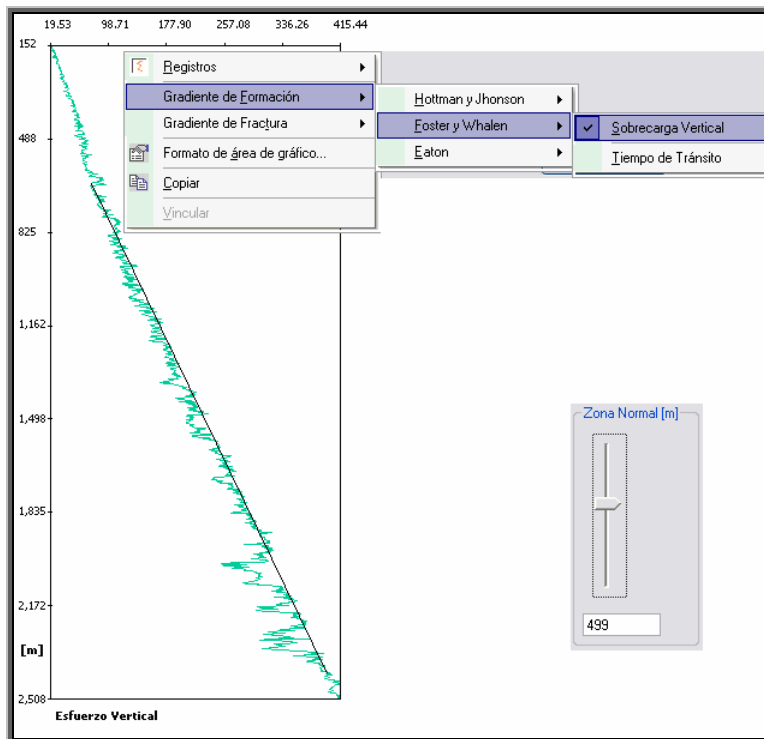 19.53 98.71 177.90 257.08 336.26 415.44
152
488
825
1,162
1,498
1,835
2,172
[m]
2,508
Esfuerzo Vertical
Registros
Gradiente de Formación
Gradiente de Fractura
Formato de área de gráfico...
Copiar
Vincular
Hottman y Jhonson
Foster y Whalen
Eaton
Sobrecarga Vertical
Tiempo de Tránsito
Zona Normal [m]
499